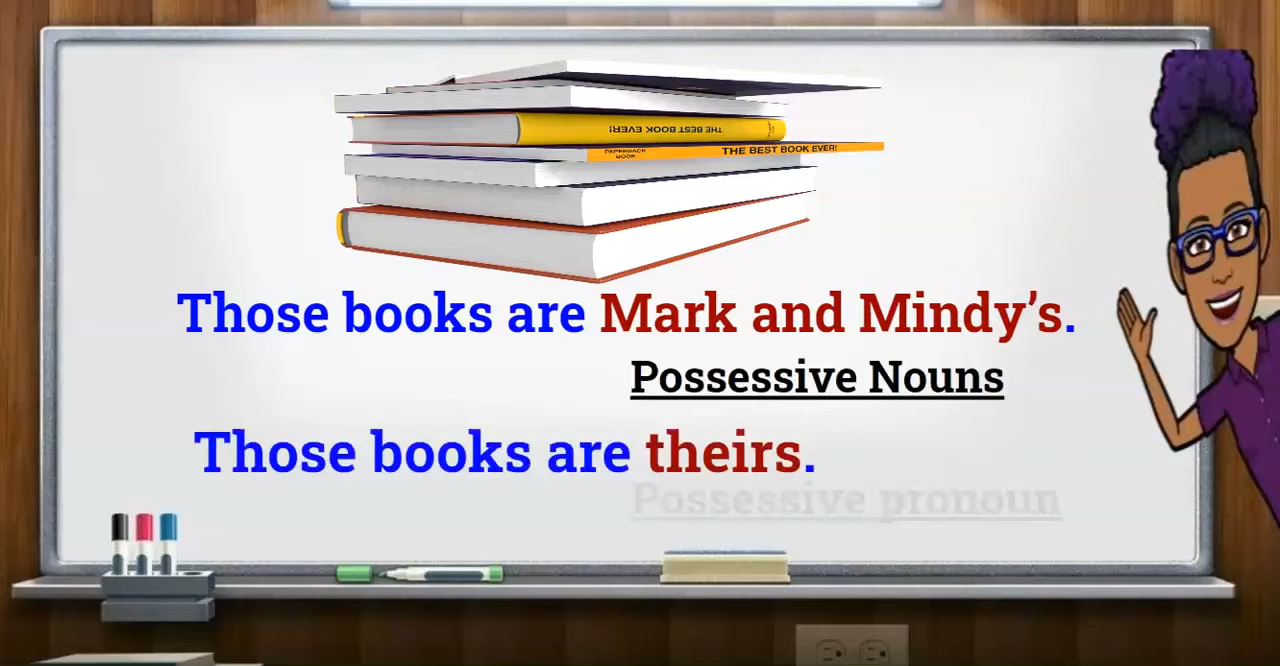 THE BEST BOOK EVER!
PAPERBACK
BOOK
THE BEST BOOK EVER!
Those books are Mark and Mindy’s.
Possessive Nouns
Those books are theirs.
Possessive pronoun